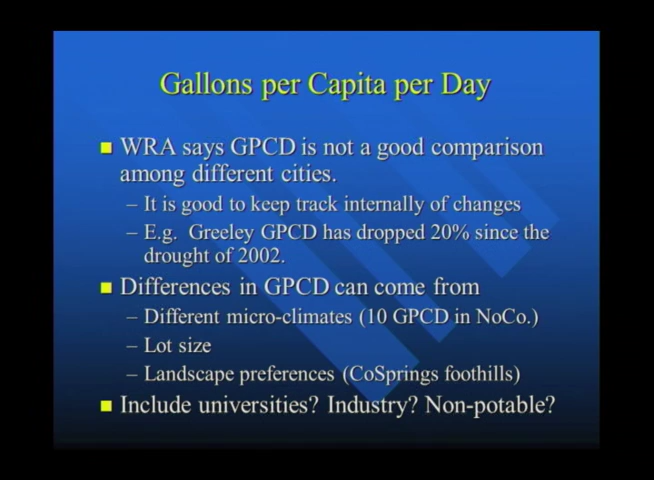 Gallons per Capita per Day
WRA says GPCD is not a good comparison
among different cities.
– It is good to keep track internally of changes
– E.g. Greeley GPCD has dropped 20% since the
drought of 2002.
Differences in GPCD can come from
– Different micro-climates (10 GPCD in NoCo.)
– Lot size
– Landscape preferences (CoSprings foothills)
Include universities? Industry? Non-potable?